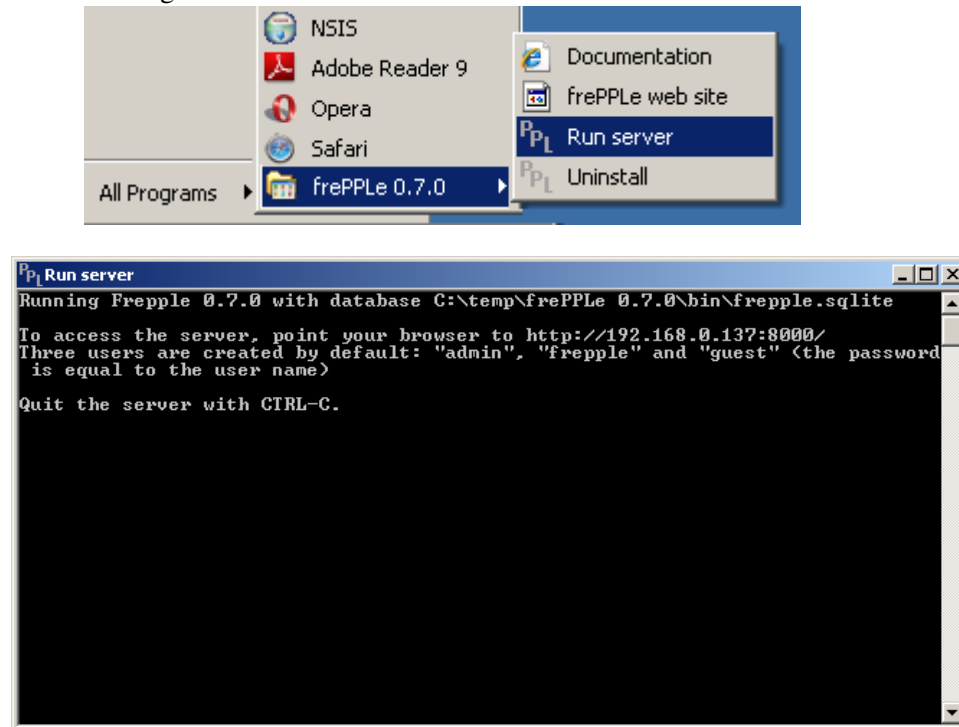 NSIS
Adobe Reader 9
Opera
Safari
All Programs
frePPLe 0.7.0
Documentation
frePPLe web site
PPL Run server
PPL Uninstall
PPL Run server
Running Frepple 0.7.0 with database C:\temp\frePPLe 0.7.0\bin\frepple.sqlite
To access the server, point your browser to http://192.168.0.137:8000/
Three users are created by default: "admin", "frepple" and "guest" (the password
is equal to the user name)
Quit the server with CTRL-C.